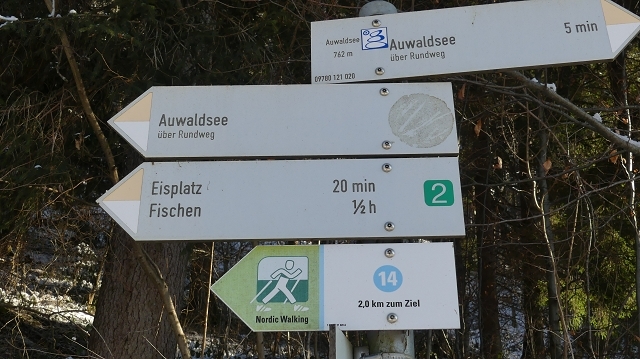 Auwaldsee
762 m
Auwaldsee
über Rundweg
5 min
09780 121 020
Auwaldsee
über Rundweg
Eisplatz 20 min
Fischen ½ h
2
14
2,0 km zum Ziel
Nordic Walking